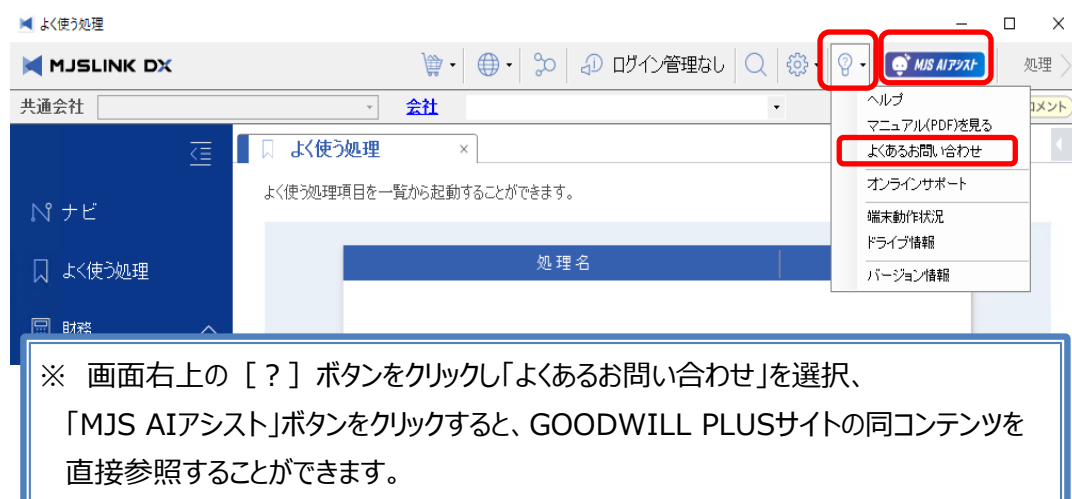 よく使う処理
MJSLINK DX
ログイン管理なし
MJS AIアシスト
処理
共通会社
会社
コメント
ヘルプ
マニュアル(PDF)を見る
よくあるお問い合わせ
オンラインサポート
端末動作状況
ドライブ情報
バージョン情報
よく使う処理
よく使う処理項目を一覧から起動することができます。
ナビ
よく使う処理
財務
処理名
※ 画面右上の［？］ボタンをクリックし「よくあるお問い合わせ」を選択、
「MJS AIアシスト」ボタンをクリックすると、GOODWILL PLUSサイトの同コンテンツを
直接参照することができます。